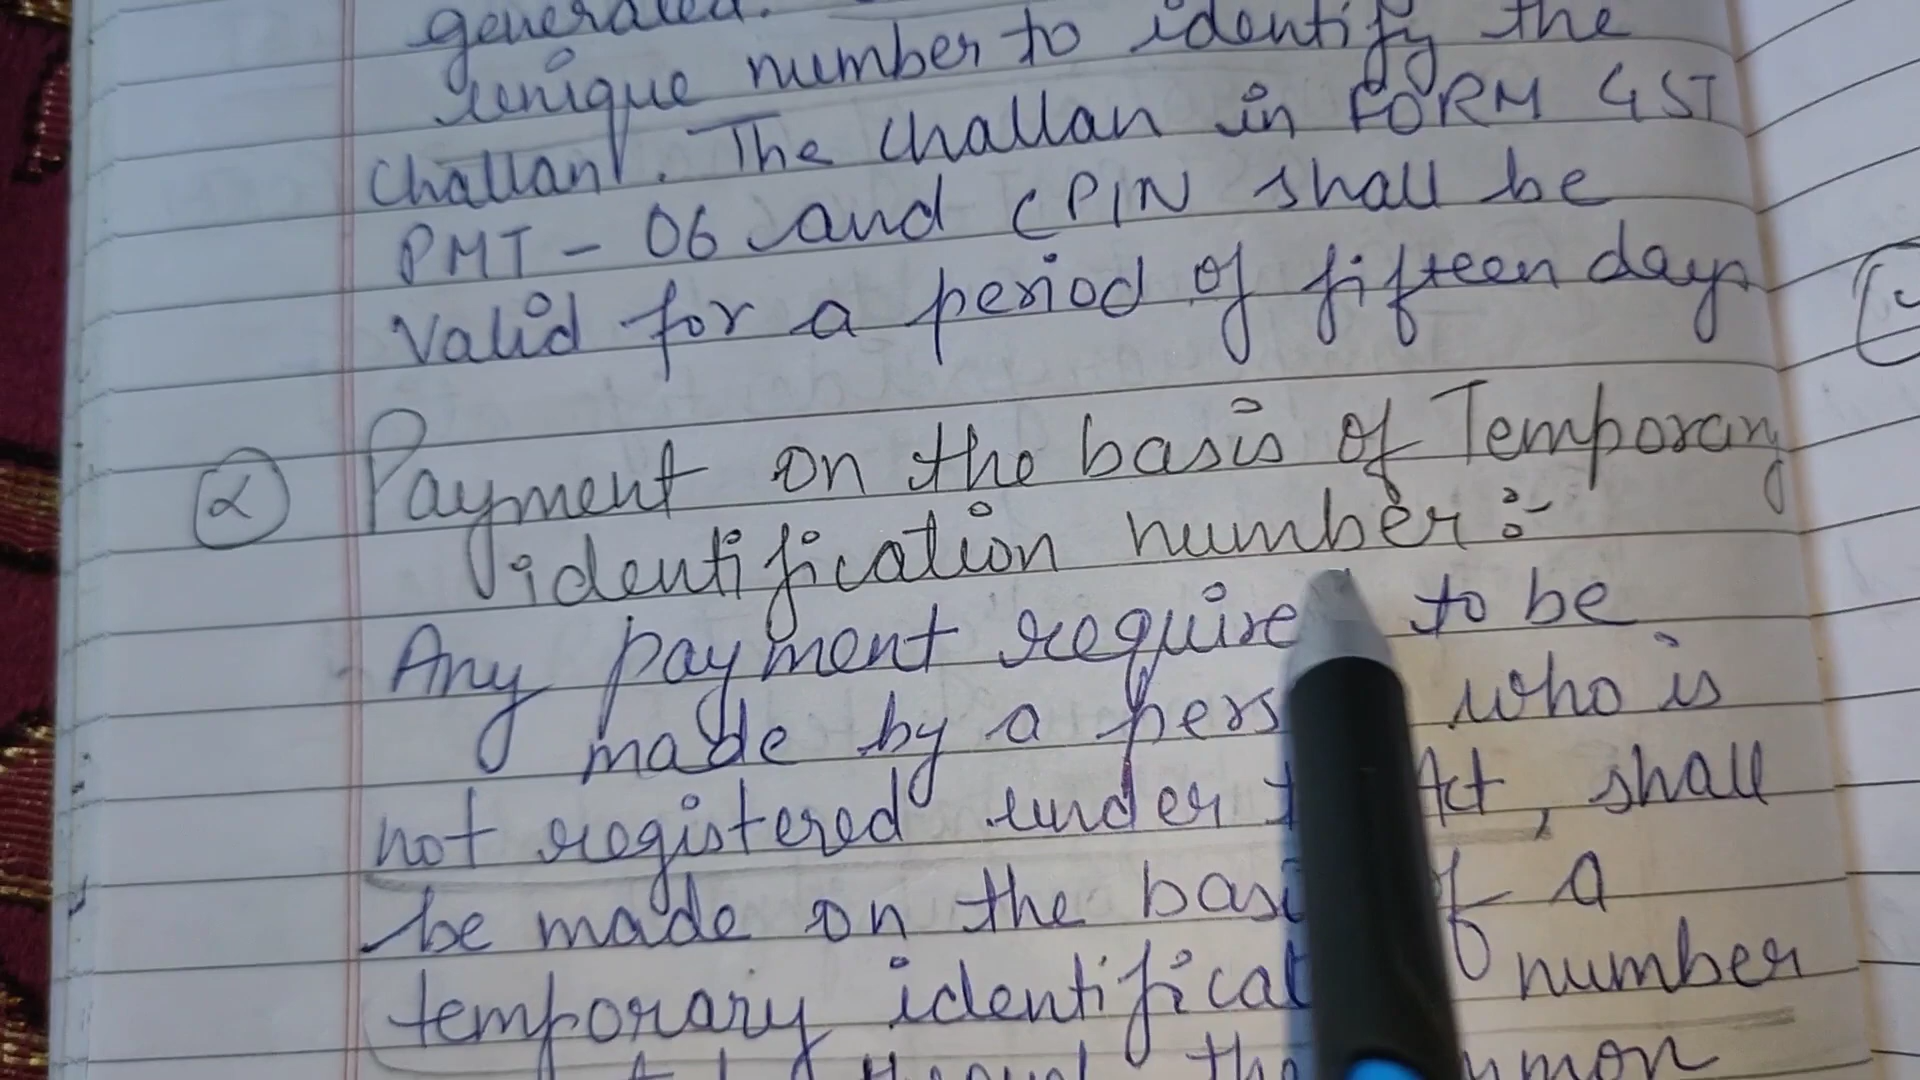 generated.
unique number to identify the
Challan. The challan in FORM GST
PMT - 06 and CPIN shall be
Valid for a period of fifteen days
② Payment on the basis of Temporary
identification number :-
Any payment require to be
made by a pers who is
not registered under Act, shall
be made on the basi of a
temporary identificat number